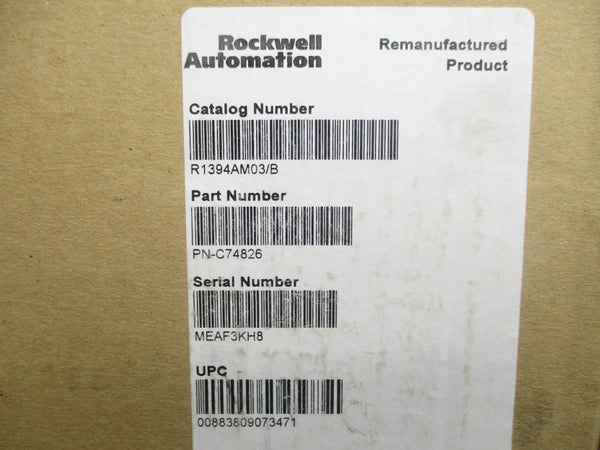 Rockwell
Automation
Remanufactured
Product
Catalog Number
R1394AM03/B
Part Number
PN-C74826
Serial Number
MEAF3KH8
UPC
00883609073471